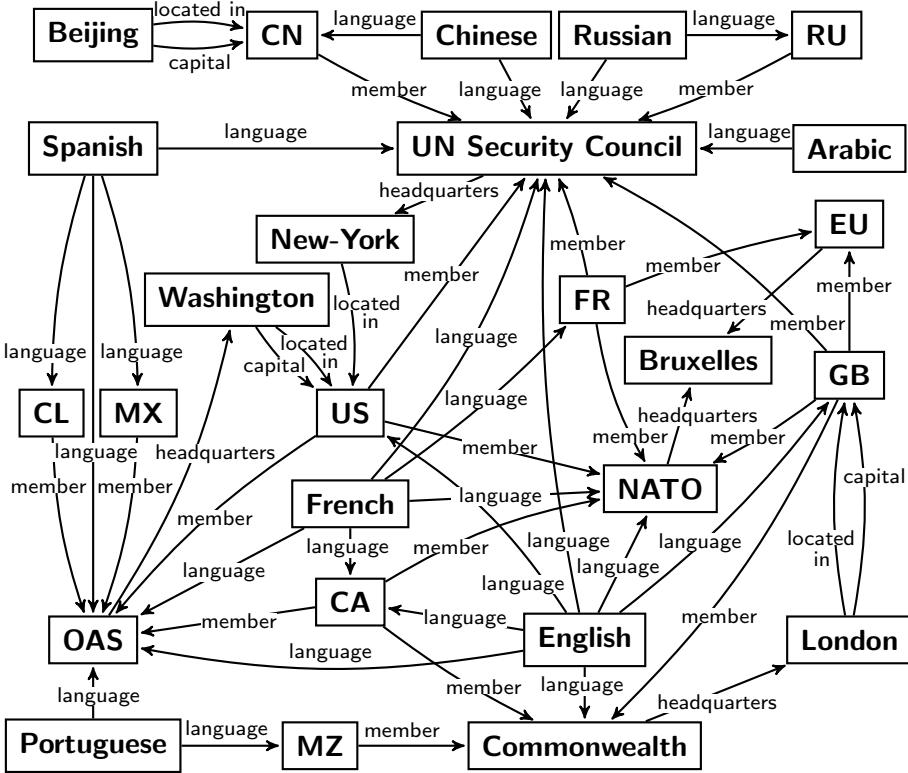 located in
Beijing
CN
language
Chinese
Russian
language
RU
capital
member
language
language
member
Spanish
language
UN Security Council
language
Arabic
headquarters
New-York
EU
member
member
member
Washington
located
in
FR
member
headquarters
member
located
in
capital
language
Bruxelles
language
language
GB
CL
MX
US
language
headquarters
language
member
member
member
headquarters
member
member
NATO
capital
French
language
member
language
language
member
language
located
in
language
language
language
CA
member
language
member
OAS
English
London
language
language
member
language
headquarters
Portuguese
language
MZ
member
Commonwealth